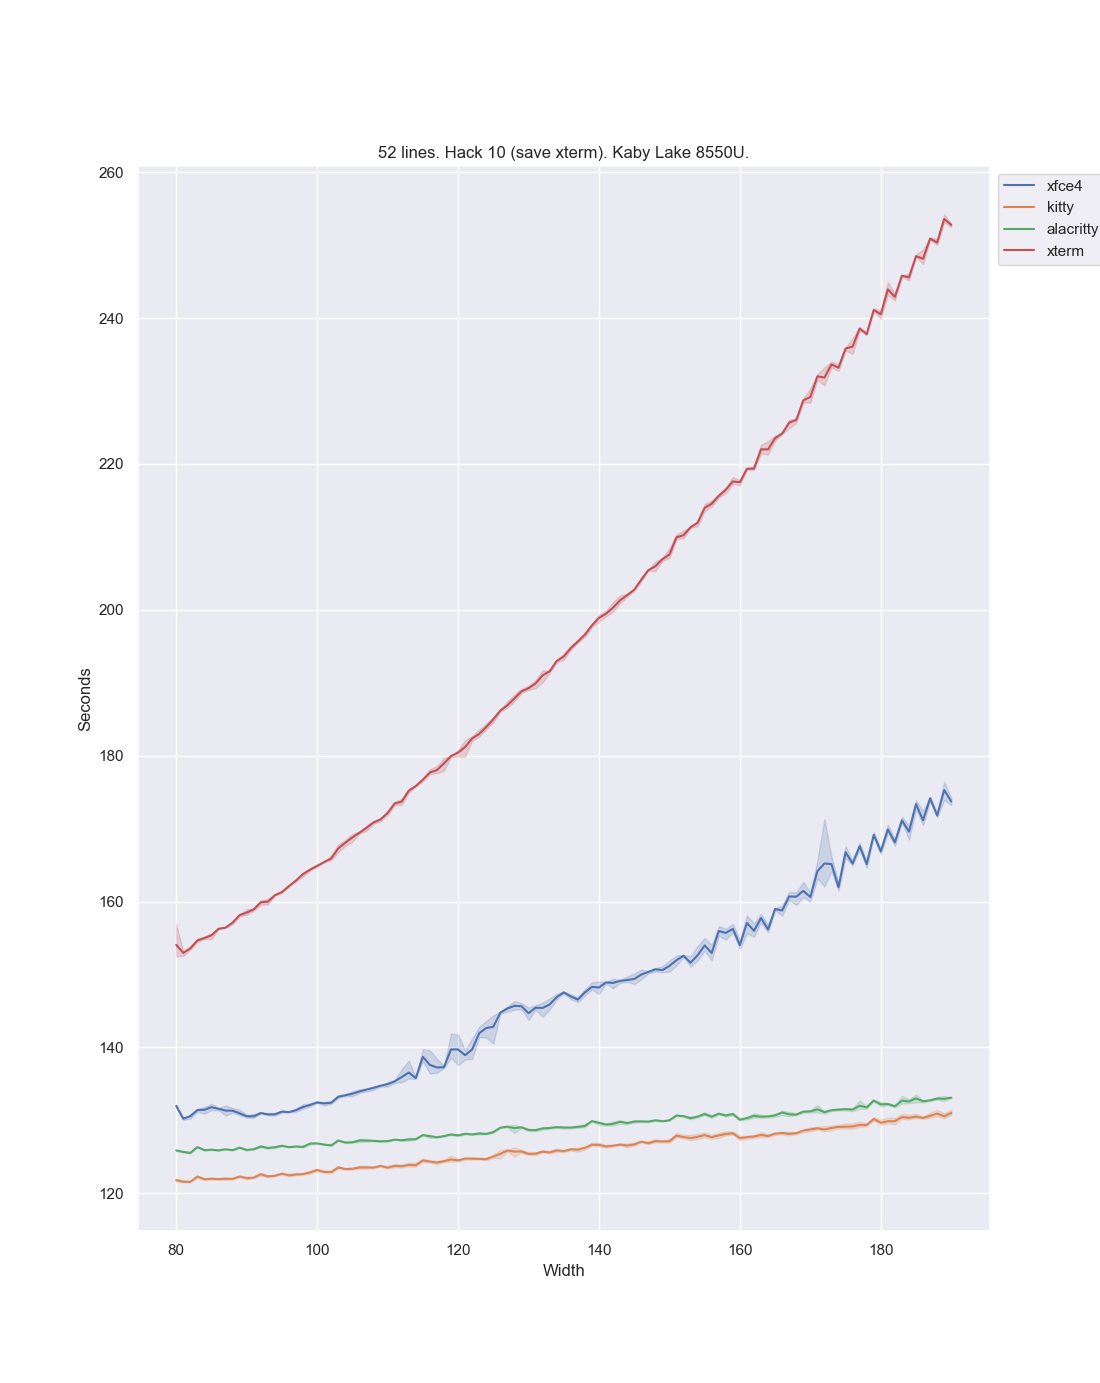 52 lines. Hack 10 (save xterm). Kaby Lake 8550U.
xfce4
kitty
alacritty
xterm
Seconds
260
240
220
200
180
160
140
120
80 100 120 140 160 180
Width